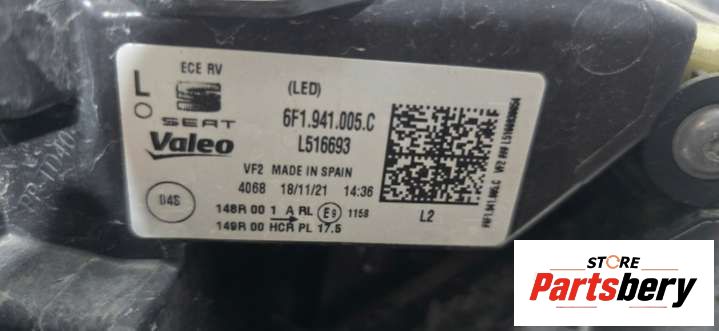 L
ECE RV
(LED)
SEAT
Valeo
6F1.941.005.C
L516693
VF2 MADE IN SPAIN
4068 18/11/21 14:36
04S
148R 00 1 A RL E9 1158
149R 00 HCR PL 17.5
L2
STORE
Partsbery